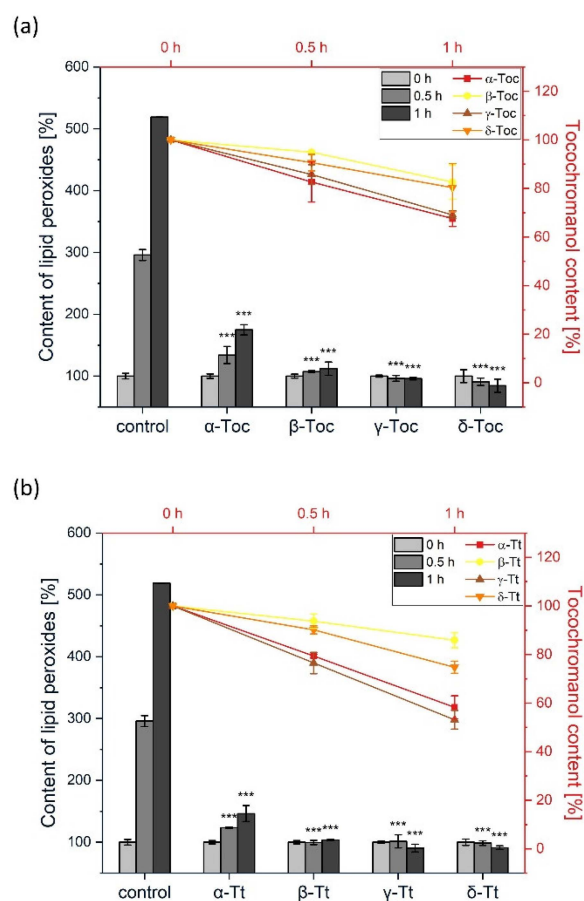 (a)
0 h 0.5 h 1 h
600
500
400
300
200
100
Content of lipid peroxides [%]
0 h
0.5 h
1 h
α-Toc
β-Toc
γ-Toc
δ-Toc
120
100
80
60
40
20
0
Tocochromanol content [%]
*** *** *** *** *** *** *** ***
control α-Toc β-Toc γ-Toc δ-Toc
(b)
0 h 0.5 h 1 h
600
500
400
300
200
100
Content of lipid peroxides [%]
0 h
0.5 h
1 h
α-Tt
β-Tt
γ-Tt
δ-Tt
120
100
80
60
40
20
0
Tocochromanol content [%]
*** *** *** *** *** *** *** ***
control α-Tt β-Tt γ-Tt δ-Tt